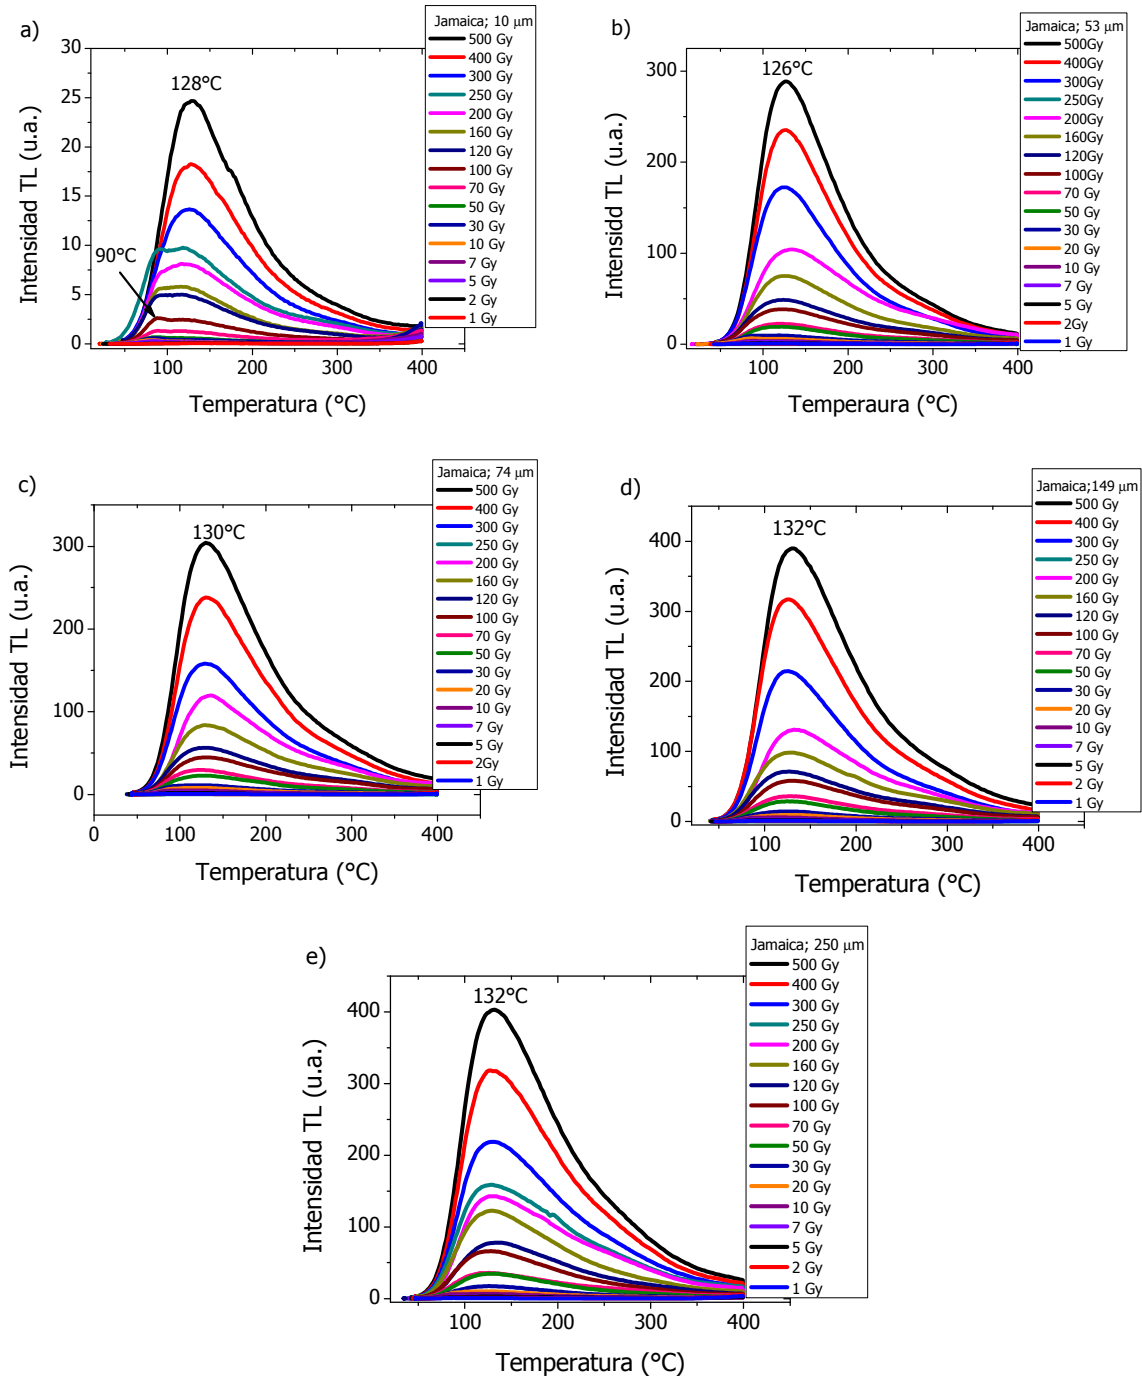 a)
Jamaica; 10 μm
500 Gy
400 Gy
300 Gy
250 Gy
200 Gy
160 Gy
120 Gy
100 Gy
70 Gy
50 Gy
30 Gy
10 Gy
7 Gy
5 Gy
2 Gy
1 Gy
128°C
90°C
30
25
20
15
10
5
0
100
200
300
400
Intensidad TL (u.a.)
Temperatura (°C)
b)
Jamaica; 53 μm
500Gy
400Gy
300Gy
250Gy
200Gy
160Gy
120Gy
100Gy
70 Gy
50 Gy
30 Gy
20 Gy
10 Gy
7 Gy
5 Gy
2Gy
1 Gy
126°C
300
200
100
0
100
200
300
400
Intensidd TL (u.a.)
Temperaura (°C)
c)
Jamaica; 74 μm
500 Gy
400 Gy
300 Gy
250 Gy
200 Gy
160 Gy
120 Gy
100 Gy
70 Gy
50 Gy
30 Gy
20 Gy
10 Gy
7 Gy
5 Gy
2Gy
1 Gy
130°C
300
200
100
0
0
100
200
300
400
Intensidad TL (u.a.)
Temperatura (°C)
d)
Jamaica;149 μm
500 Gy
400 Gy
300 Gy
250 Gy
200 Gy
160 Gy
120 Gy
100 Gy
70 Gy
50 Gy
30 Gy
20 Gy
10 Gy
7 Gy
5 Gy
2 Gy
1 Gy
132°C
400
300
200
100
0
100
200
300
400
Intensidad TL (u.a.)
Temperatura (°C)
e)
Jamaica; 250 μm
500 Gy
400 Gy
300 Gy
250 Gy
200 Gy
160 Gy
120 Gy
100 Gy
70 Gy
50 Gy
30 Gy
20 Gy
10 Gy
7 Gy
5 Gy
2 Gy
1 Gy
132°C
400
300
200
100
0
100
200
300
400
Intensidad TL (u.a.)
Temperatura (°C)